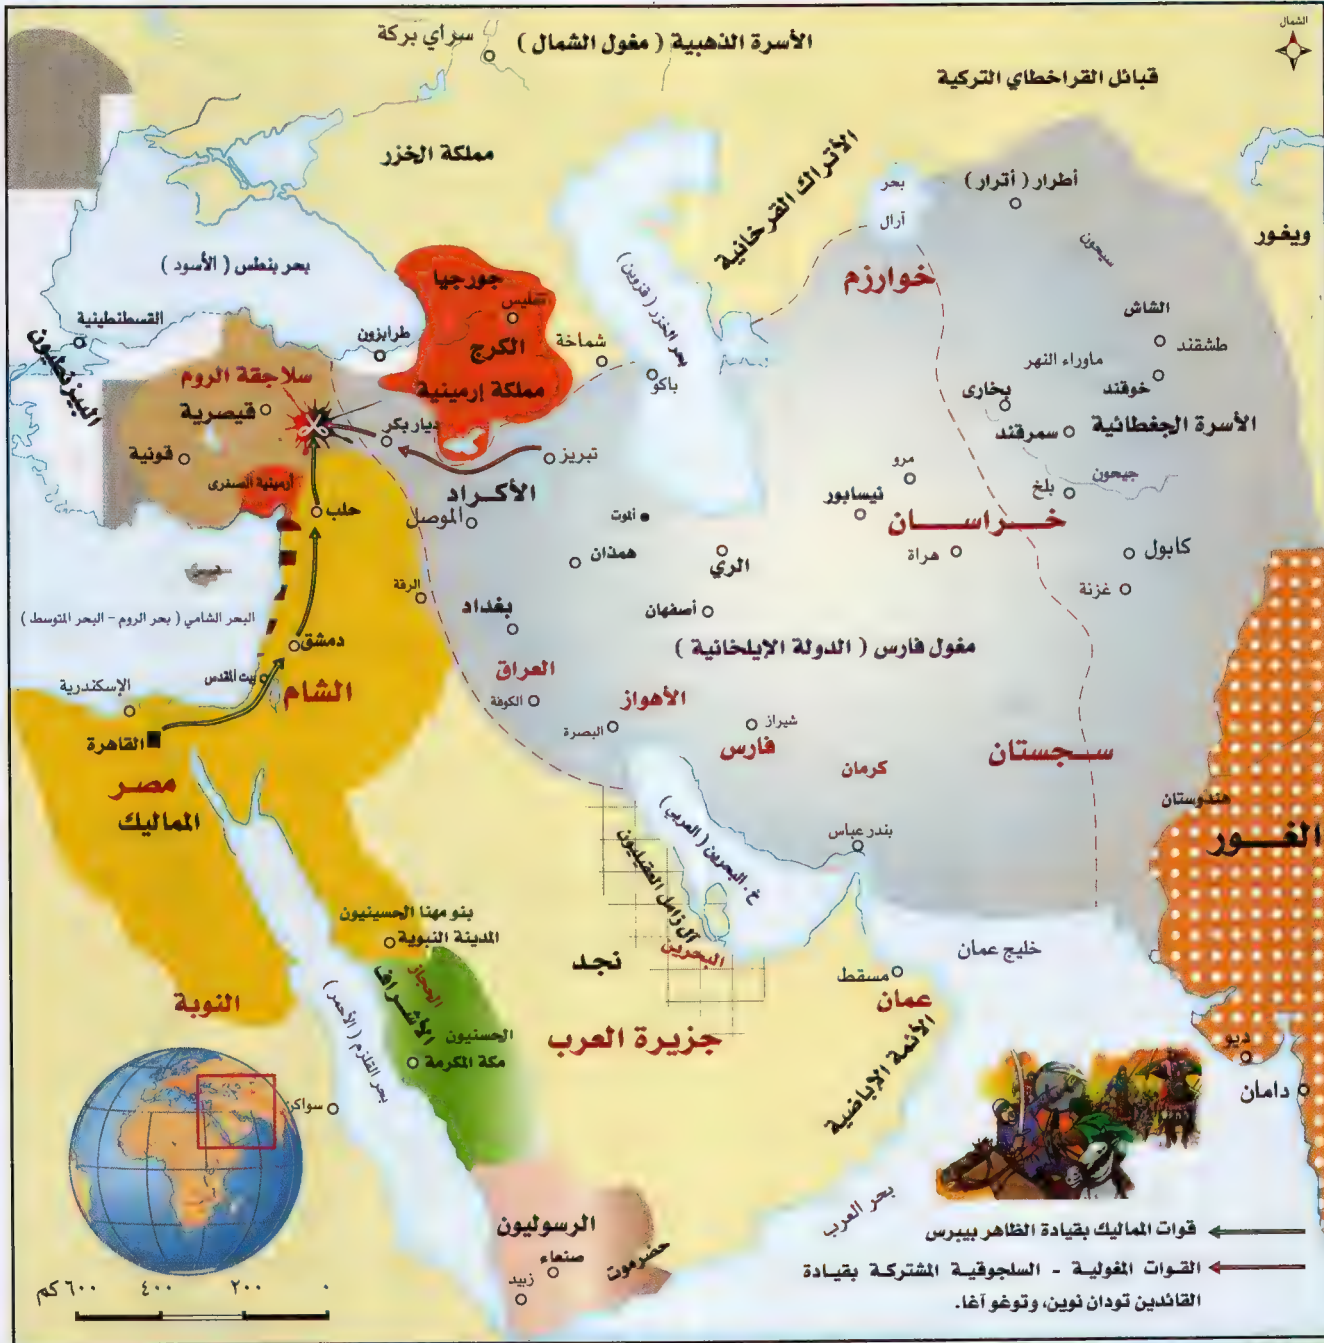 الشمال
الأسرة الذهبية ( مغول الشمال )
سراي بركة
قبائل القراخطاي التركية
مملكة الخزر
الأتراك القرخانية
بحر
آرال
أطرار ( أترار )
ويغور
سيحون
خوارزم
بحر بنطس ( الأسود )
جورجيا
تفليس
الكرج
مملكة إرمينية
بحر الخزر ( قزوين )
شماخة
باكو
الشاش
طشقند
ماوراء النهر
خوقند
بخارى
سمرقند
الأسرة الجغطائية
القسطنطينية
البيزنطيون
طرابزون
سلاجقة الروم
قيصرية
قونية
ديار بكر
تبريز
الأكراد
أرمينية الصغرى
حلب
الموصل
مرو
نيسابور
جيحون
بلخ
خراسان
هراة
كابول
غزنة
ألموت
همذان
الري
أصفهان
الرقة
بغداد
البحر الشامي ( بحر الروم - البحر المتوسط )
دمشق
بيت المقدس
الشام
مغول فارس ( الدولة الإيلخانية )
العراق
الكوفة
الأهواز
البصرة
شيراز
فارس
كرمان
سجستان
الإسكندرية
القاهرة
مصر
المماليك
هندوستان
الغور
بندر عباس
خ. البحرين ( العربي )
آل زامل العقيليون
البحرين
بنو مهنا الحسينيون
المدينة النبوية
نجد
خليج عمان
مسقط
عمان
الأئمة الإباضية
النوبة
بحر القلزم ( الأحمر )
الحجاز
الأشراف
الحسنيون
مكة المكرمة
جزيرة العرب
ديو
دامان
سواكن
بحر العرب
الرسوليون
صنعاء
زبيد
حضرموت
قوات المماليك بقيادة الظاهر بيبرس
القوات المغولية - السلجوقية المشتركة بقيادة
القائدين تودان نوين، وتوغو آغا.
٠ ٢٠٠ ٤٠٠ ٦٠٠ كم